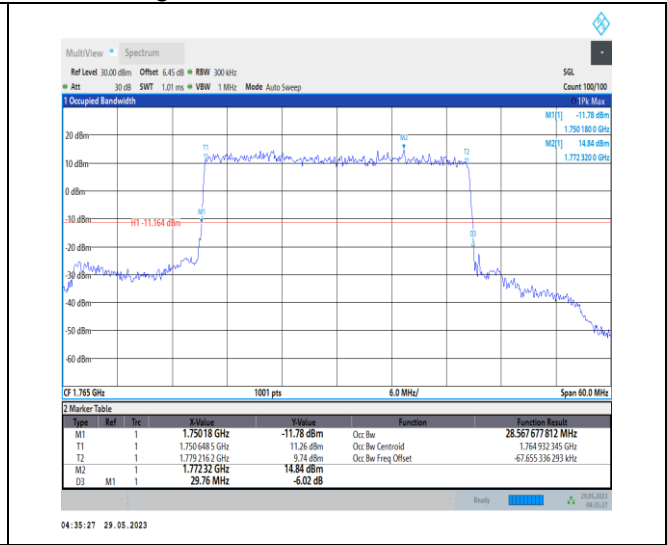 MultiView Spectrum
Ref Level 30.00 dBm Offset 6.45 dB RBW 300 kHz SGL
Att 30 dB SWT 1.01 ms VBW 1 MHz Mode Auto Sweep Count 100/100
1 Occupied Bandwidth 1Pk Max
M1[1] -11.78 dBm
1.750 180 0 GHz
M2[1] 14.84 dBm
1.772 320 0 GHz
20 dBm
M2
T1
T2
10 dBm
0 dBm
M1
-10 dBm
H1 -11.164 dBm
D3
-20 dBm
-30 dBm
-40 dBm
-50 dBm
-60 dBm
CF 1.765 GHz 1001 pts 6.0 MHz/ Span 60.0 MHz
2 Marker Table
Type Ref Trc X-Value Y-Value Function Function Result
M1 1 1.75018 GHz -11.78 dBm Occ Bw 28.567 677 812 MHz
T1 1 1.750 648 5 GHz 11.26 dBm Occ Bw Centroid 1.764 932 345 GHz
T2 1 1.779 216 2 GHz 9.74 dBm Occ Bw Freq Offset -67.655 336 293 kHz
M2 1 1.772 32 GHz 14.84 dBm
D3 M1 1 29.76 MHz -6.02 dB
Ready 29.05.2023
04:35:27
04:35:27 29.05.2023